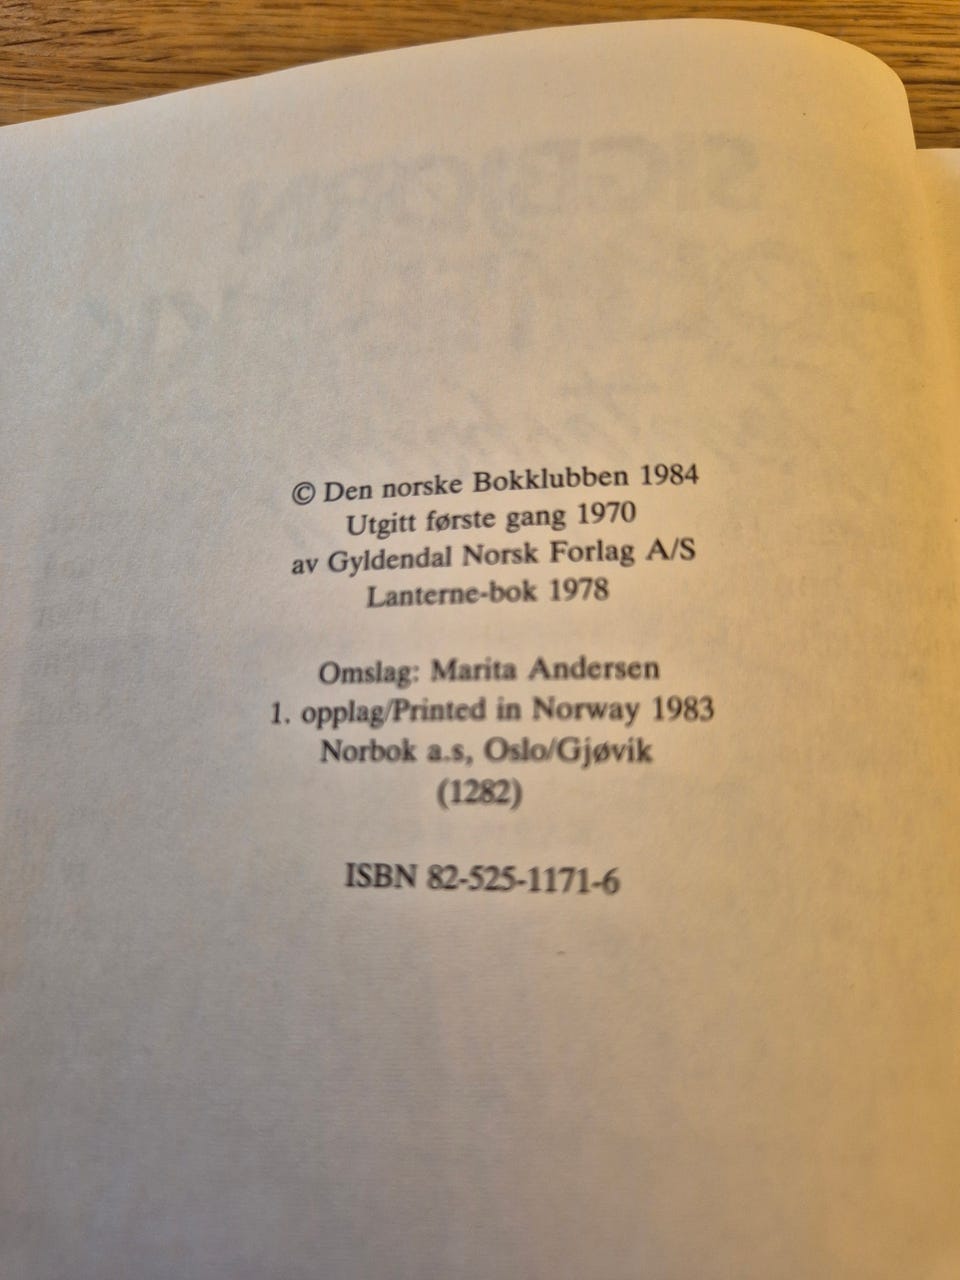 © Den norske Bokklubben 1984
Utgitt første gang 1970
av Gyldendal Norsk Forlag A/S
Lanterne-bok 1978
Omslag: Marita Andersen
1. opplag/Printed in Norway 1983
Norbok a.s, Oslo/Gjøvik
(1282)
ISBN 82-525-1171-6